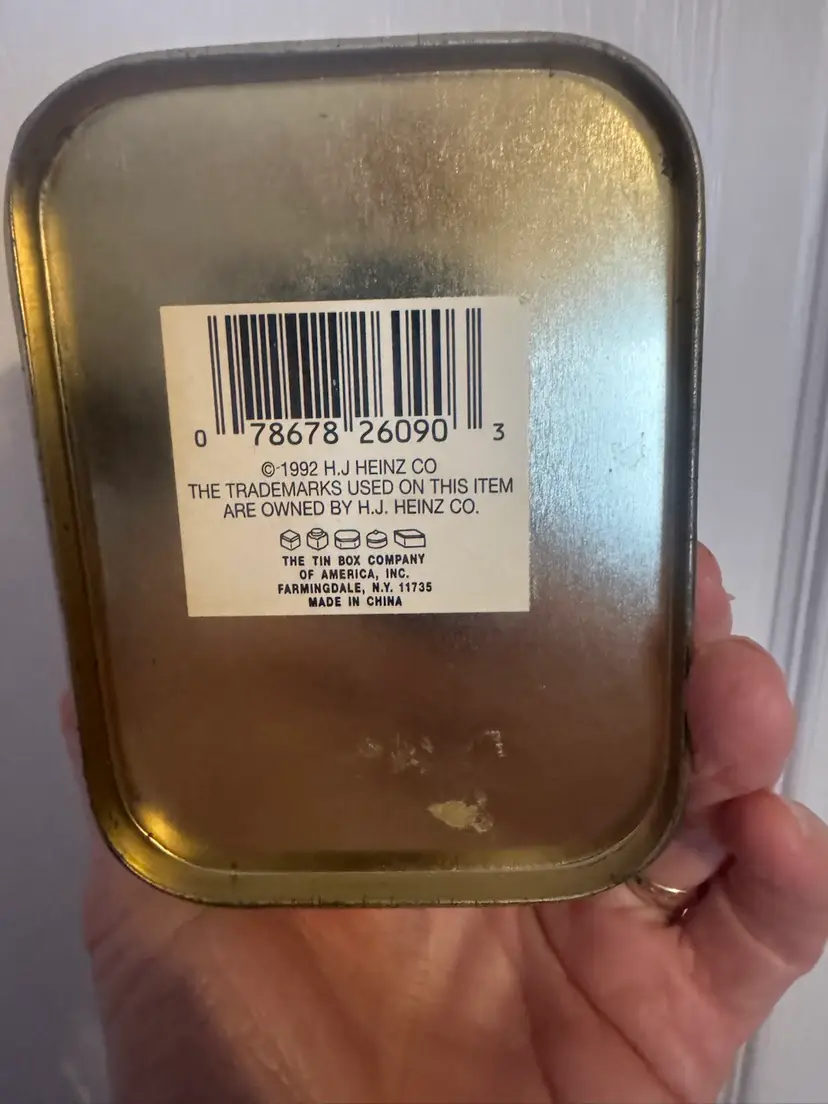 0 78678 26090 3
©1992 H.J HEINZ CO
THE TRADEMARKS USED ON THIS ITEM
ARE OWNED BY H.J. HEINZ CO.
THE TIN BOX COMPANY
OF AMERICA, INC.
FARMINGDALE, N.Y. 11735
MADE IN CHINA